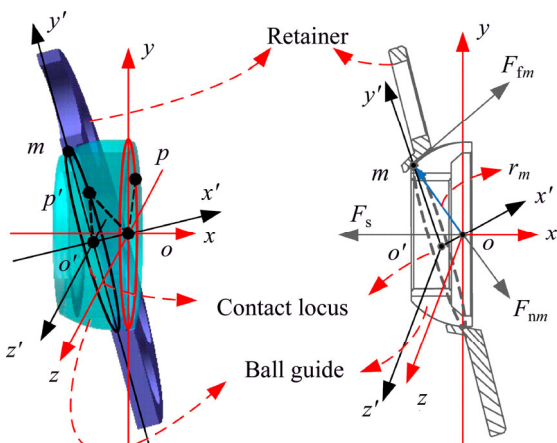 y′
y
Retainer
y
F_fm
m
p
y′
m
r_m
p′
x′
x′
F_s
x
x
o′
o
o′
o
Contact locus
F_nm
z′
z
Ball guide
z′
z